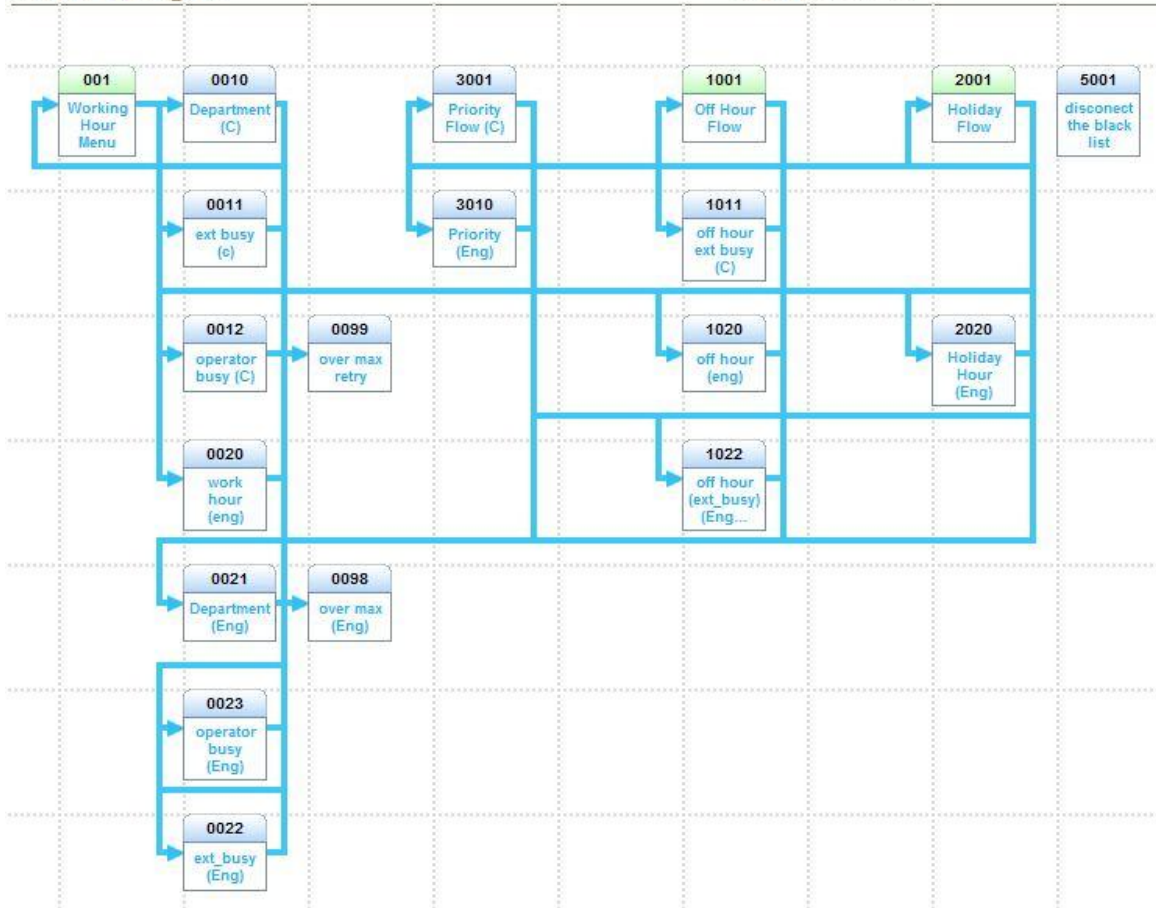 001
Working
Hour
Menu
0010
Department
(C)
3001
Priority
Flow (C)
1001
Off Hour
Flow
2001
Holiday
Flow
5001
disconect
the black
list
0011
ext busy
(c)
3010
Priority
(Eng)
1011
off hour
ext busy
(C)
0012
operator
busy (C)
0099
over max
retry
1020
off hour
(eng)
2020
Holiday
Hour
(Eng)
0020
work
hour
(eng)
1022
off hour
(ext_busy)
(Eng...
0021
Department
(Eng)
0098
over max
(Eng)
0023
operator
busy
(Eng)
0022
ext_busy
(Eng)